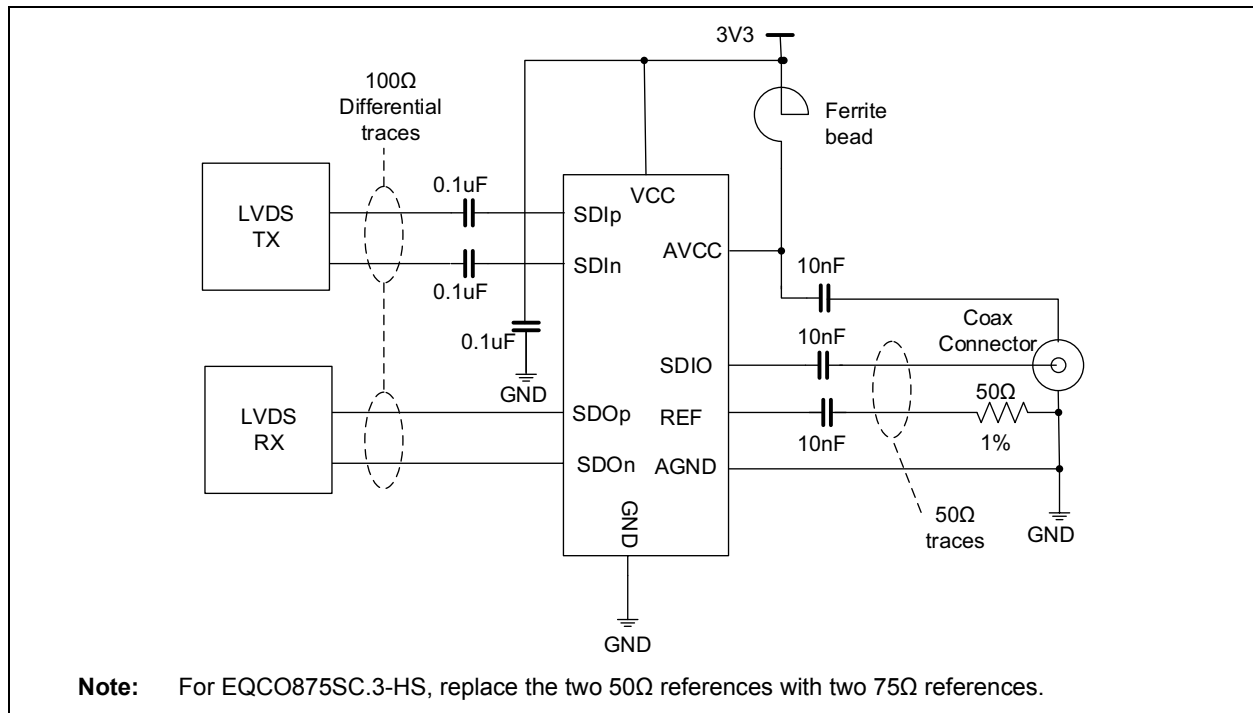 3V3
100Ω
Differential
traces
Ferrite
bead
LVDS
TX
0.1uF
0.1uF
SDIp
SDIn
VCC
AVCC
10nF
0.1uF
GND
10nF
Coax
Connector
SDIO
LVDS
RX
SDOp
SDOn
REF
10nF
50Ω
1%
AGND
GND
50Ω
traces
GND
GND
Note: For EQCO875SC.3-HS, replace the two 50Ω references with two 75Ω references.